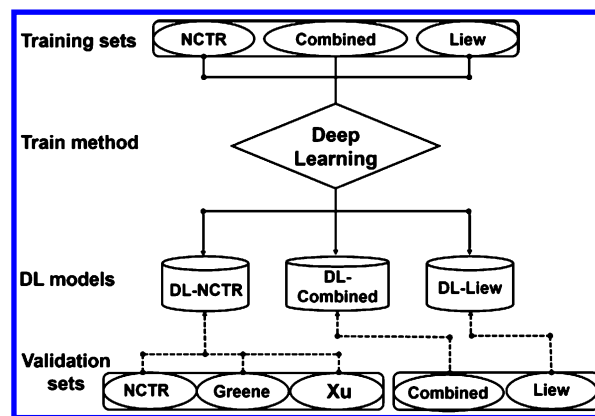 Training sets
NCTR
Combined
Liew
Train method
Deep
Learning
DL models
DL-NCTR
DL-
Combined
DL-Liew
Validation
sets
NCTR
Greene
Xu
Combined
Liew